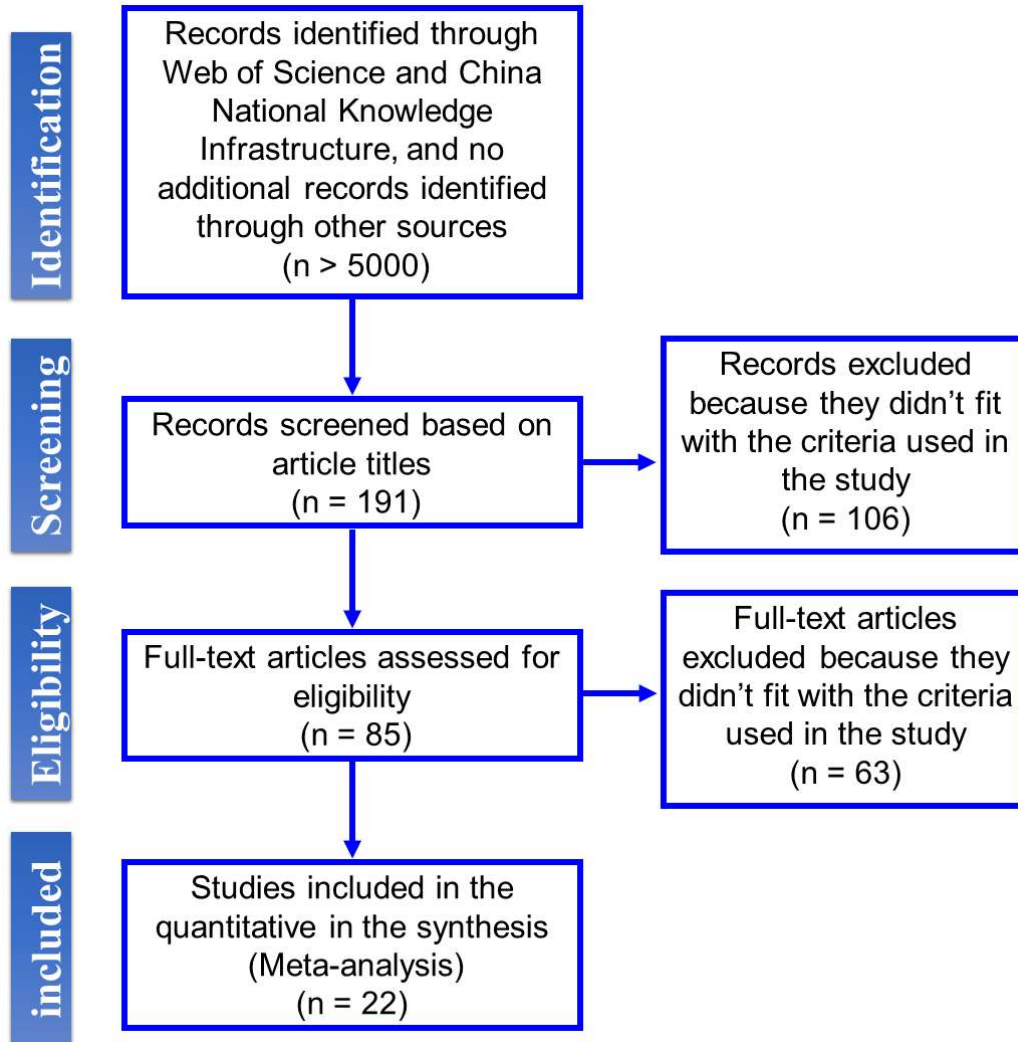 Identification
Records identified through
Web of Science and China
National Knowledge
Infrastructure, and no
additional records identified
through other sources
(n > 5000)
Screening
Records screened based on
article titles
(n = 191)
Records excluded
because they didn’t fit
with the criteria used in
the study
(n = 106)
Eligibility
Full-text articles assessed for
eligibility
(n = 85)
Full-text articles
excluded because they
didn’t fit with the criteria
used in the study
(n = 63)
included
Studies included in the
quantitative in the synthesis
(Meta-analysis)
(n = 22)